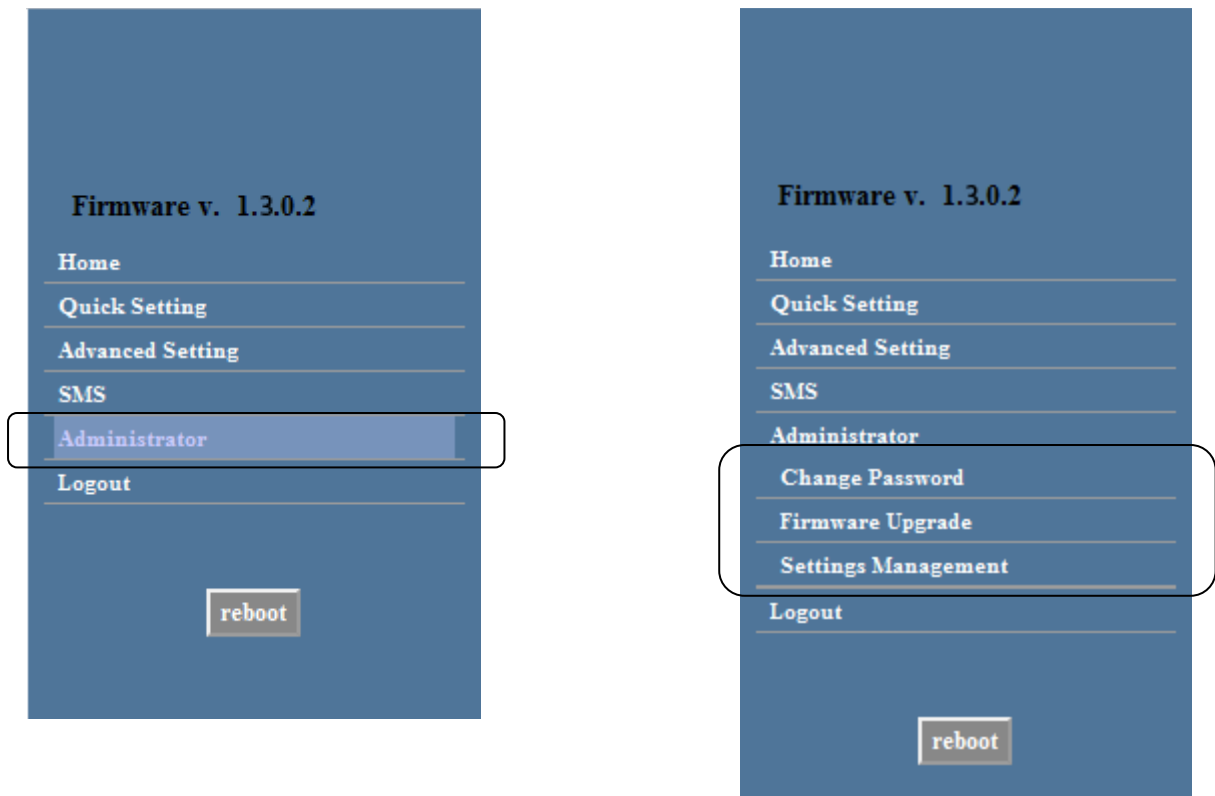 Firmware v. 1.3.0.2
Home
Quick Setting
Advanced Setting
SMS
Administrator
Logout
reboot
Firmware v. 1.3.0.2
Home
Quick Setting
Advanced Setting
SMS
Administrator
Change Password
Firmware Upgrade
Settings Management
Logout
reboot